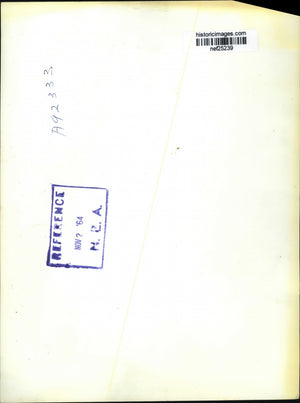 historicimages.com
nef25239
A92333
REFERENCE
NOV 2 '64
N. E. A.